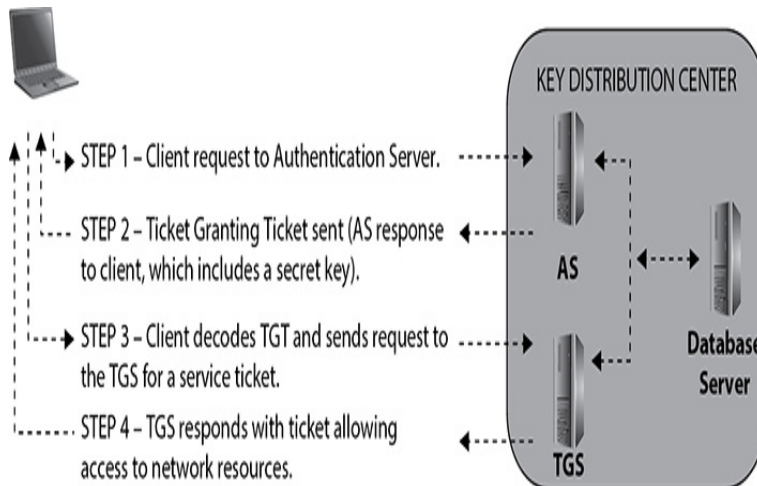 KEY DISTRIBUTION CENTER
STEP 1 – Client request to Authentication Server.
STEP 2 – Ticket Granting Ticket sent (AS response
to client, which includes a secret key).
AS
STEP 3 – Client decodes TGT and sends request to
the TGS for a service ticket.
Database
Server
STEP 4 – TGS responds with ticket allowing
access to network resources.
TGS